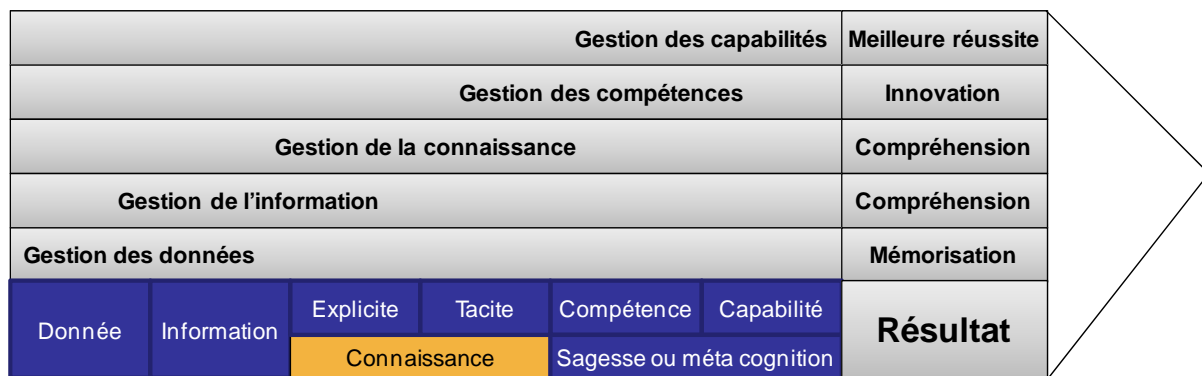 Gestion des capabilités Meilleure réussite
Gestion des compétences Innovation
Gestion de la connaissance Compréhension
Gestion de l’information Compréhension
Gestion des données Mémorisation
Donnée Information Explicite Tacite Compétence Capabilité Résultat
Connaissance Sagesse ou méta cognition